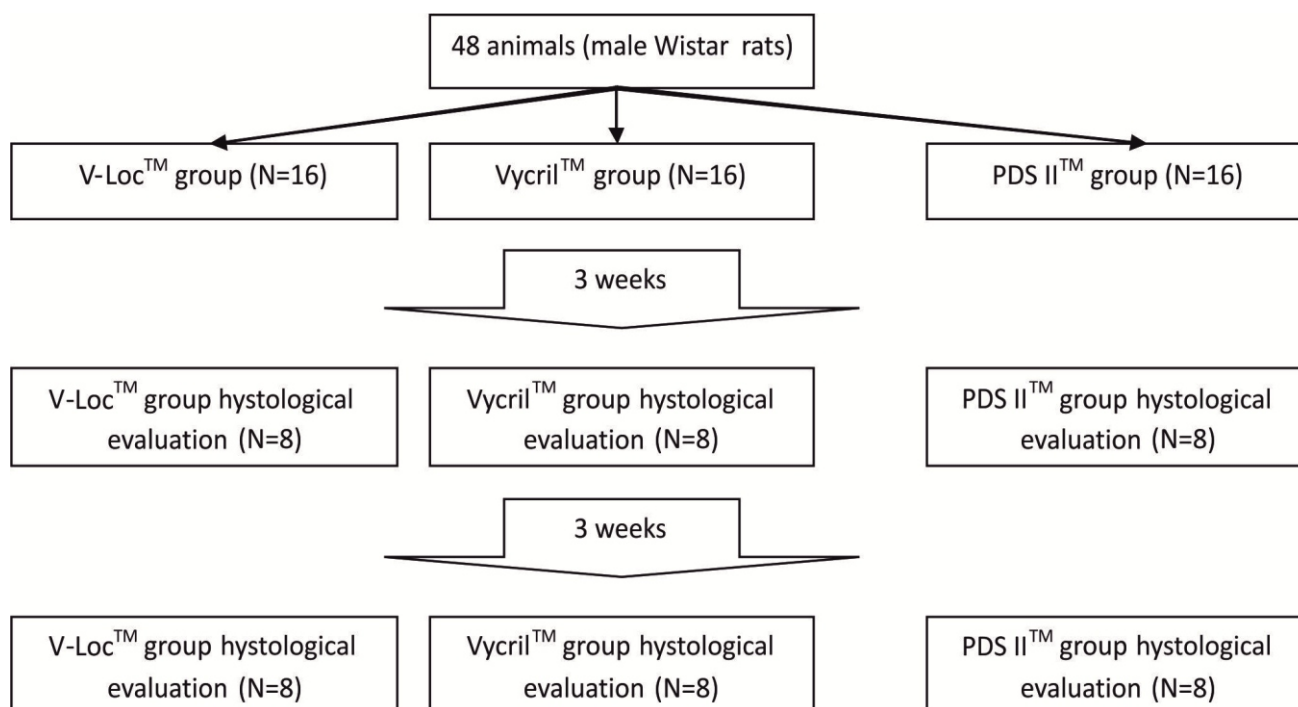 48 animals (male Wistar rats)
V-Loc™ group (N=16)
Vycril™ group (N=16)
PDS II™ group (N=16)
3 weeks
V-Loc™ group hystological
evaluation (N=8)
Vycril™ group hystological
evaluation (N=8)
PDS II™ group hystological
evaluation (N=8)
3 weeks
V-Loc™ group hystological
evaluation (N=8)
Vycril™ group hystological
evaluation (N=8)
PDS II™ group hystological
evaluation (N=8)